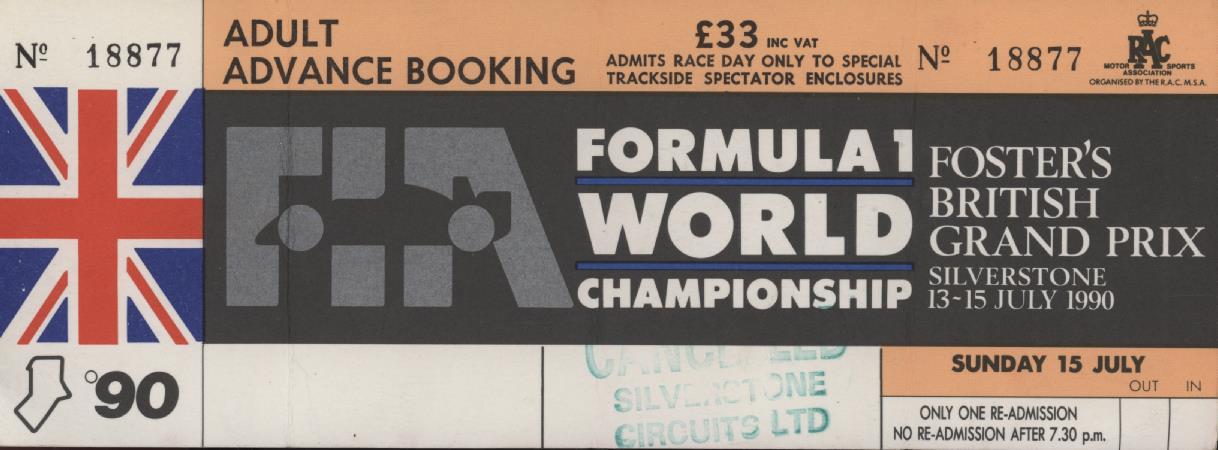 Nº 18877
ADULT
ADVANCE BOOKING
£33 INC VAT
ADMITS RACE DAY ONLY TO SPECIAL
TRACKSIDE SPECTATOR ENCLOSURES
Nº 18877
RAC
MOTOR SPORTS
ASSOCIATION
ORGANISED BY THE R.A.C. M.S.A.
FIA
FORMULA 1
WORLD
CHAMPIONSHIP
FOSTER'S
BRITISH
GRAND PRIX
SILVERSTONE
13~15 JULY 1990
°90
CANCELLED
SILVERSTONE
CIRCUITS LTD
SUNDAY 15 JULY
OUT IN
ONLY ONE RE-ADMISSION
NO RE-ADMISSION AFTER 7.30 p.m.